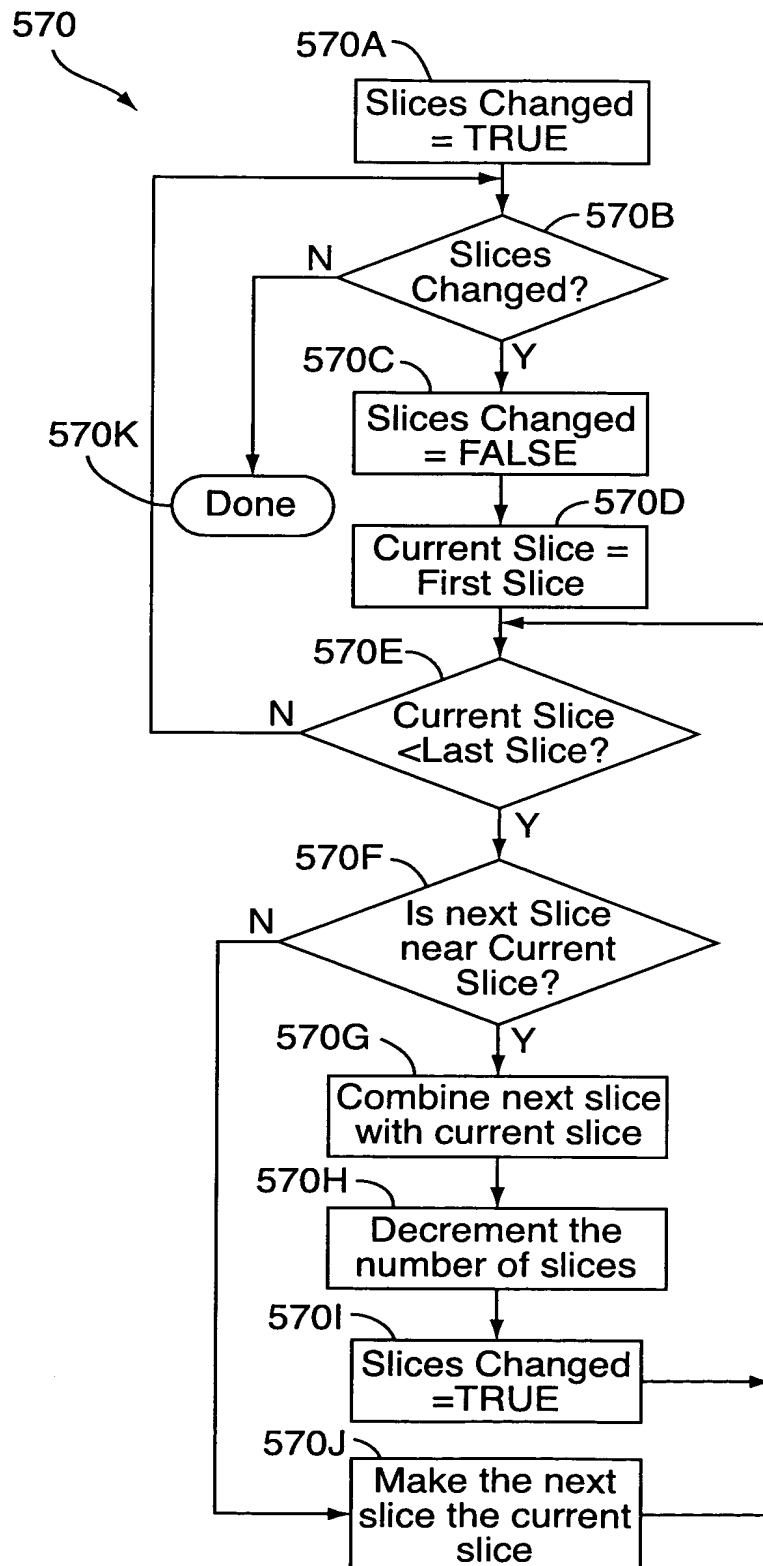 570
570A
Slices Changed
= TRUE
570B
Slices
Changed?
N
Y
570C
Slices Changed
= FALSE
570K
Done
570D
Current Slice =
First Slice
570E
Current Slice
<Last Slice?
N
Y
570F
Is next Slice
near Current
Slice?
N
Y
570G
Combine next slice
with current slice
570H
Decrement the
number of slices
570I
Slices Changed
=TRUE
570J
Make the next
slice the current
slice